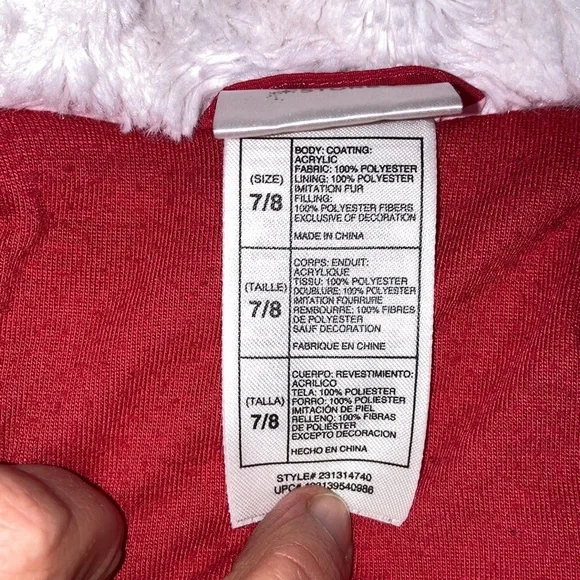 (SIZE)
7/8
BODY: COATING:
ACRYLIC
FABRIC: 100% POLYESTER
LINING: 100% POLYESTER
IMITATION FUR
FILLING:
100% POLYESTER FIBERS
EXCLUSIVE OF DECORATION
MADE IN CHINA
(TAILLE)
7/8
CORPS: ENDUIT:
ACRYLIQUE
TISSU: 100% POLYESTER
DOUBLURE: 100% POLYESTER
IMITATION FOURRURE
REMBOURRE: 100% FIBRES
DE POLYESTER
SAUF DECORATION
FABRIQUE EN CHINE
(TALLA)
7/8
CUERPO: REVESTIMIENTO:
ACRILICO
TELA: 100% POLIESTER
FORRO: 100% POLIESTER
IMITACIÓN DE PIEL
RELLENO: 100% FIBRAS
DE POLIÉSTER
EXCEPTO DECORACION
HECHO EN CHINA
STYLE# 231314740
UPC#